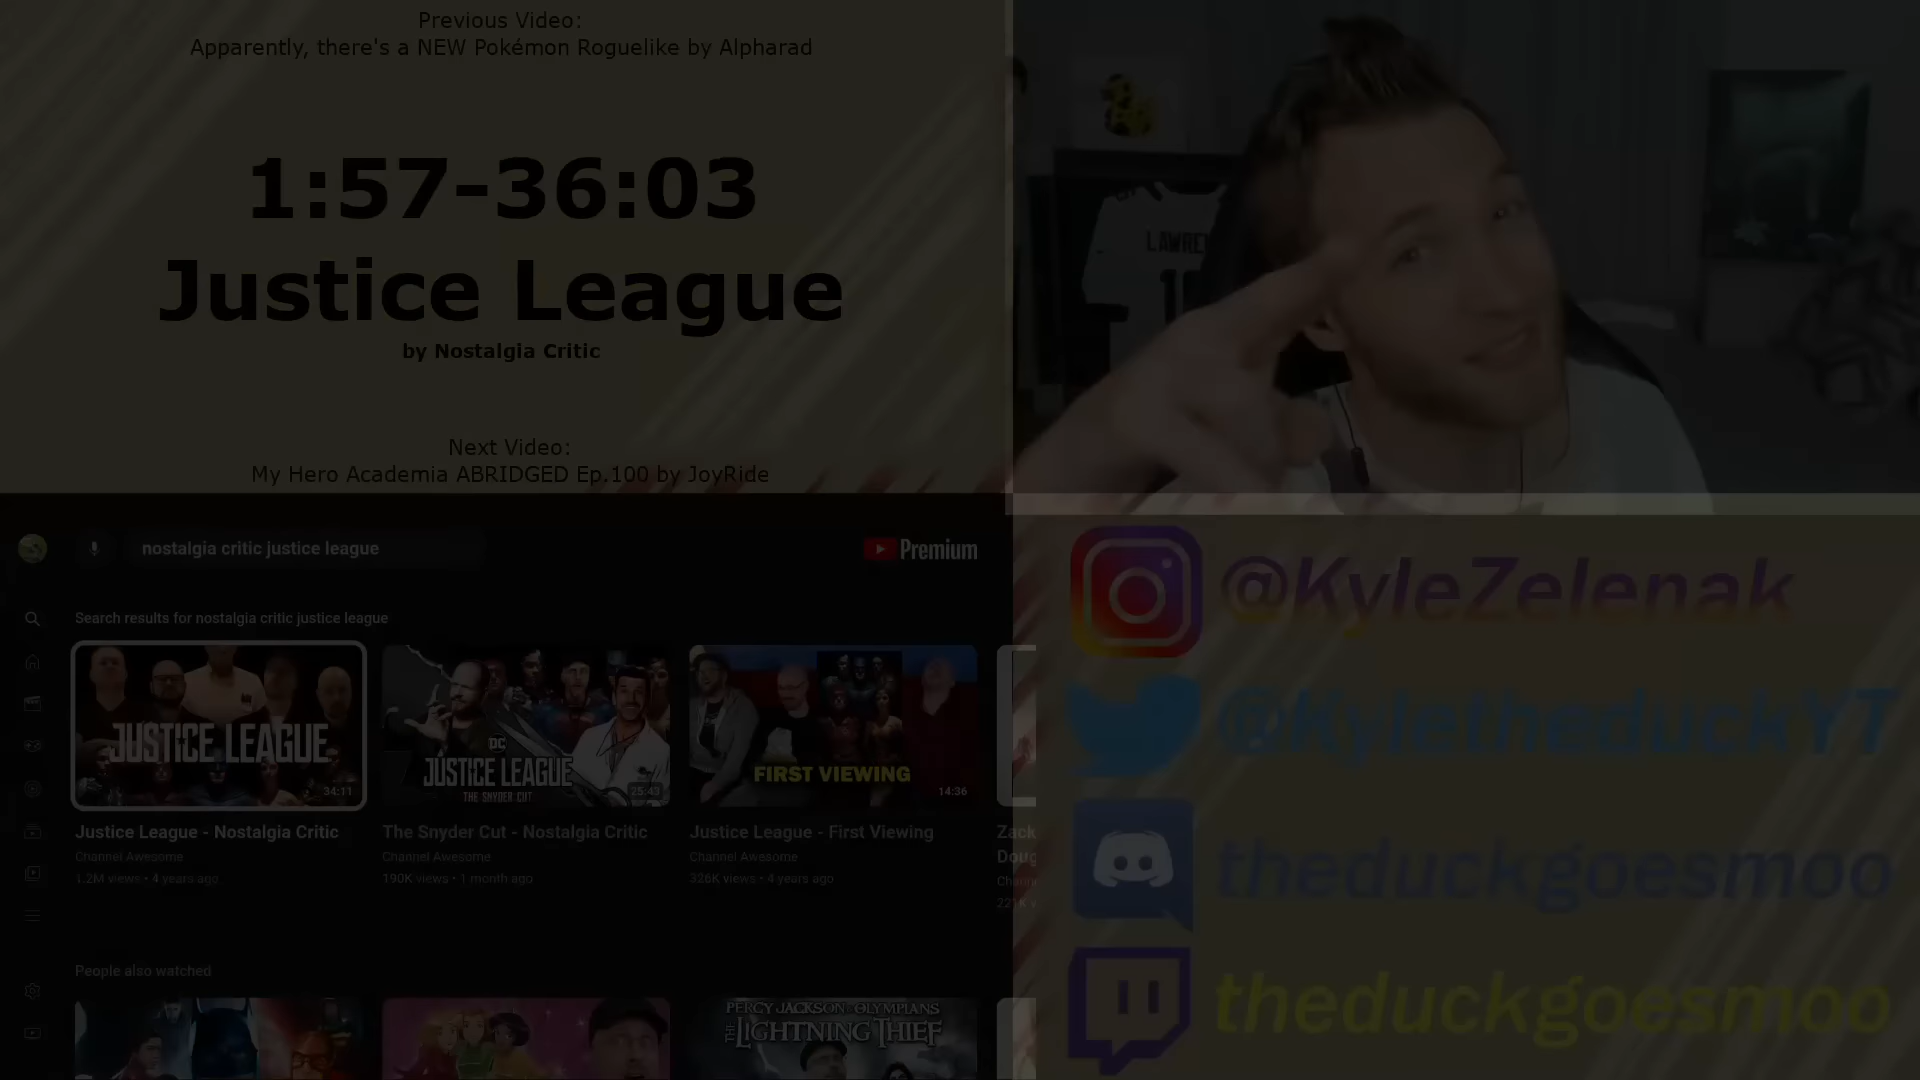 Previous Video:
Apparently, there's a NEW Pokémon Roguelike by Alpharad
1:57-36:03
Justice League
by Nostalgia Critic
Next Video:
My Hero Academia ABRIDGED Ep.100 by JoyRide
LAWRE
nostalgia critic justice league
Premium
Search results for nostalgia critic justice league
JUSTICE LEAGUE
34:11
DC
JUSTICE LEAGUE
THE SNYDER CUT
25:43
FIRST VIEWING
14:36
Justice League - Nostalgia Critic
Channel Awesome
1.2M views • 4 years ago
The Snyder Cut - Nostalgia Critic
Channel Awesome
190K views • 1 month ago
Justice League - First Viewing
Channel Awesome
326K views • 4 years ago
Zack
Doug
People also watched
PERCY JACKSON & OLYMPIANS
THE LIGHTNING THIEF
@KyleZelenak
@KyletheduckYT
theduckgoesmoo
theduckgoesmoo